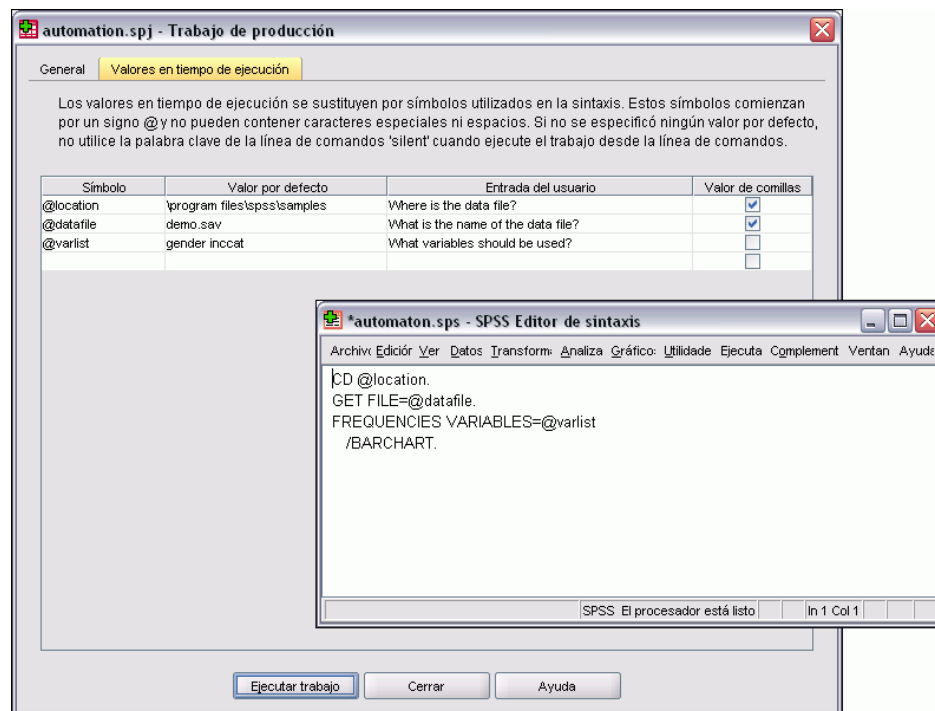 automation.spj - Trabajo de producción
General Valores en tiempo de ejecución
Los valores en tiempo de ejecución se sustituyen por símbolos utilizados en la sintaxis. Estos símbolos comienzan
por un signo @ y no pueden contener caracteres especiales ni espacios. Si no se especificó ningún valor por defecto,
no utilice la palabra clave de la línea de comandos 'silent' cuando ejecute el trabajo desde la línea de comandos.
Símbolo Valor por defecto Entrada del usuario Valor de comillas
@location \program files\spss\samples Where is the data file?
@datafile demo.sav What is the name of the data file?
@varlist gender inccat What variables should be used?
*automaton.sps - SPSS Editor de sintaxis
Archivo Edición Ver Datos Transform: Analiza Gráfico: Utilidade Ejecuta Complement Ventan Ayuda
CD @location.
GET FILE=@datafile.
FREQUENCIES VARIABLES=@varlist
/BARCHART.
SPSS El procesador está listo In 1 Col 1
Ejecutar trabajo Cerrar Ayuda